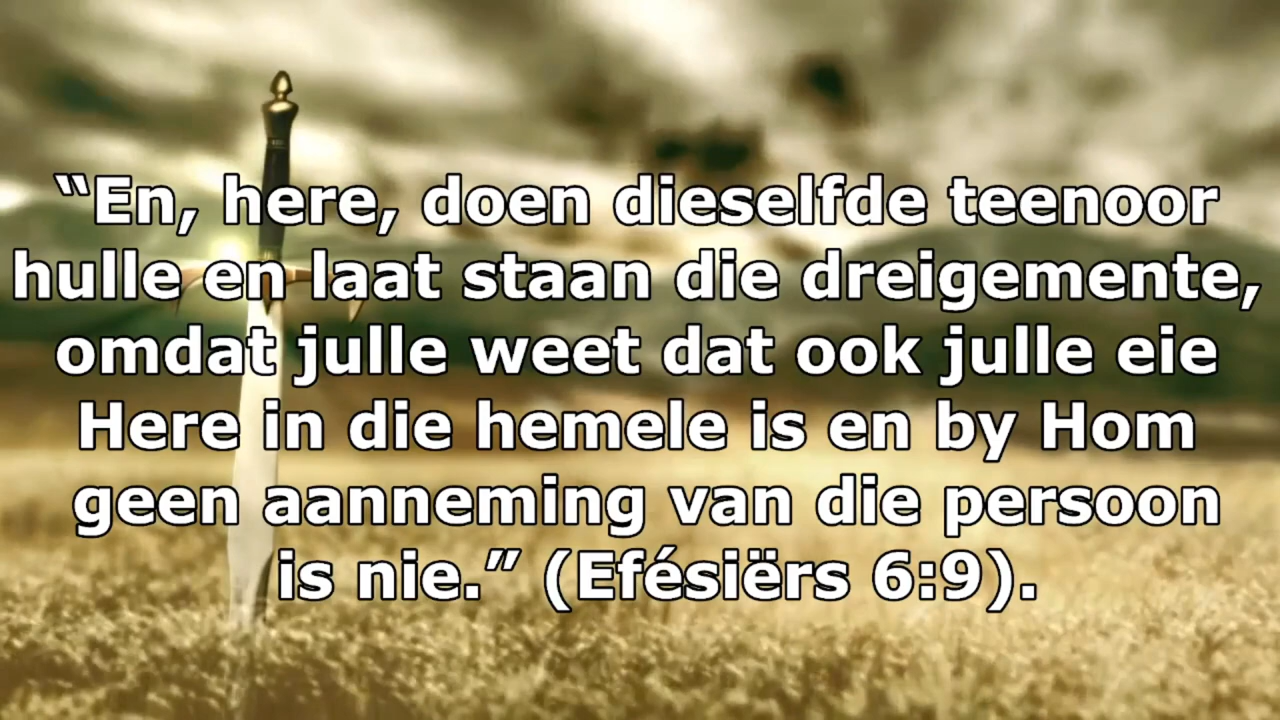 “En, here, doen dieselfde teenoor
hulle en laat staan die dreigemente,
omdat julle weet dat ook julle eie
Here in die hemele is en by Hom
geen aanneming van die persoon
is nie.” (Efésiërs 6:9).